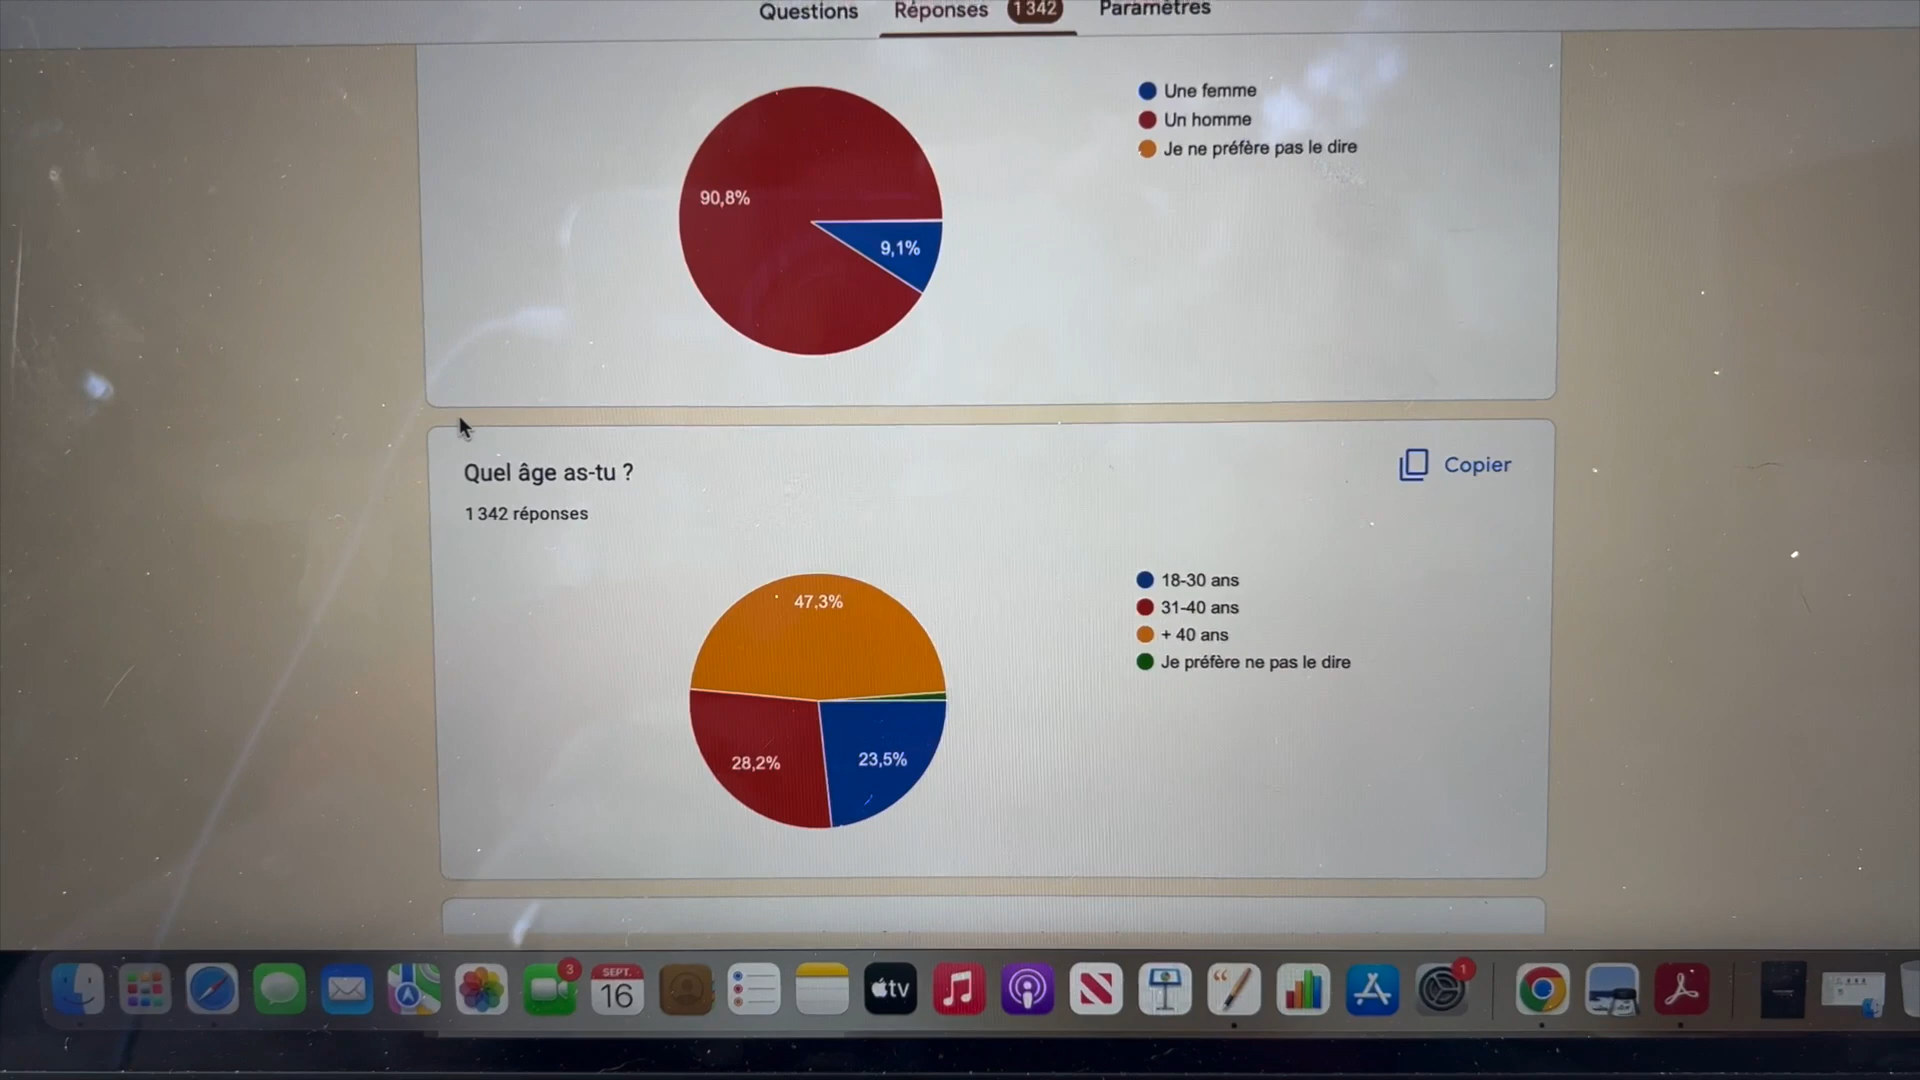 Questions
Réponses
1 342
Paramètres
Une femme
Un homme
Je ne préfère pas le dire
90,8%
9,1%
Quel âge as-tu ?
Copier
1 342 réponses
18-30 ans
31-40 ans
+ 40 ans
Je préfère ne pas le dire
47,3%
28,2%
23,5%
3
SEPT.
16
tv
1